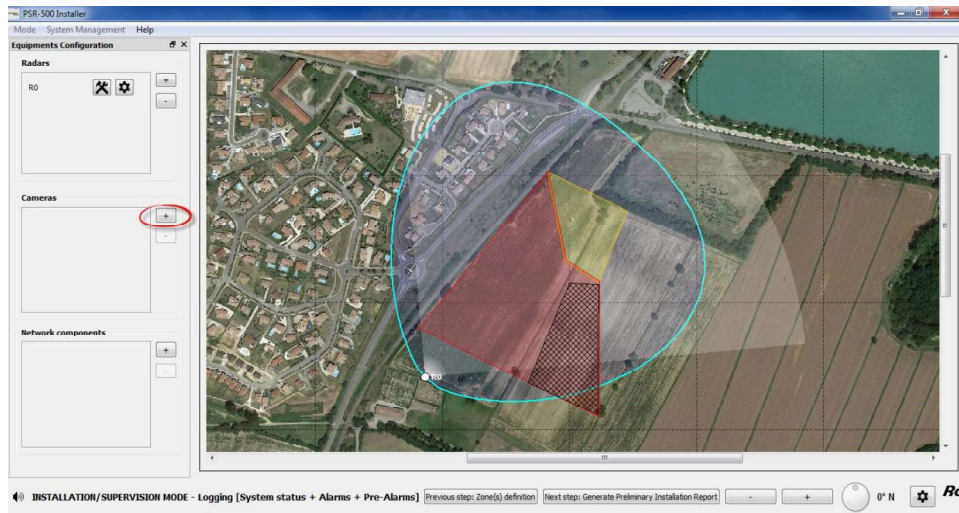 PSR-500 Installer
Mode System Management Help
Equipments Configuration
Radars
R0
+
-
Cameras
+
-
Network components
+
-
R0
INSTALLATION/SUPERVISION MODE - Logging [System status + Alarms + Pre-Alarms] Previous step: Zone(s) definition Next step: Generate Preliminary Installation Report - + 0° N